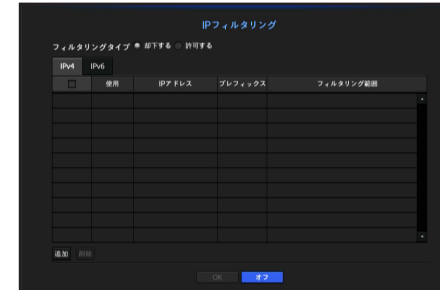 IPフィルタリング
フィルタリングタイプ 却下する 許可する
IPv4 IPv6
使用 IPアドレス プレフィックス フィルタリング範囲
追加 削除
OK オフ